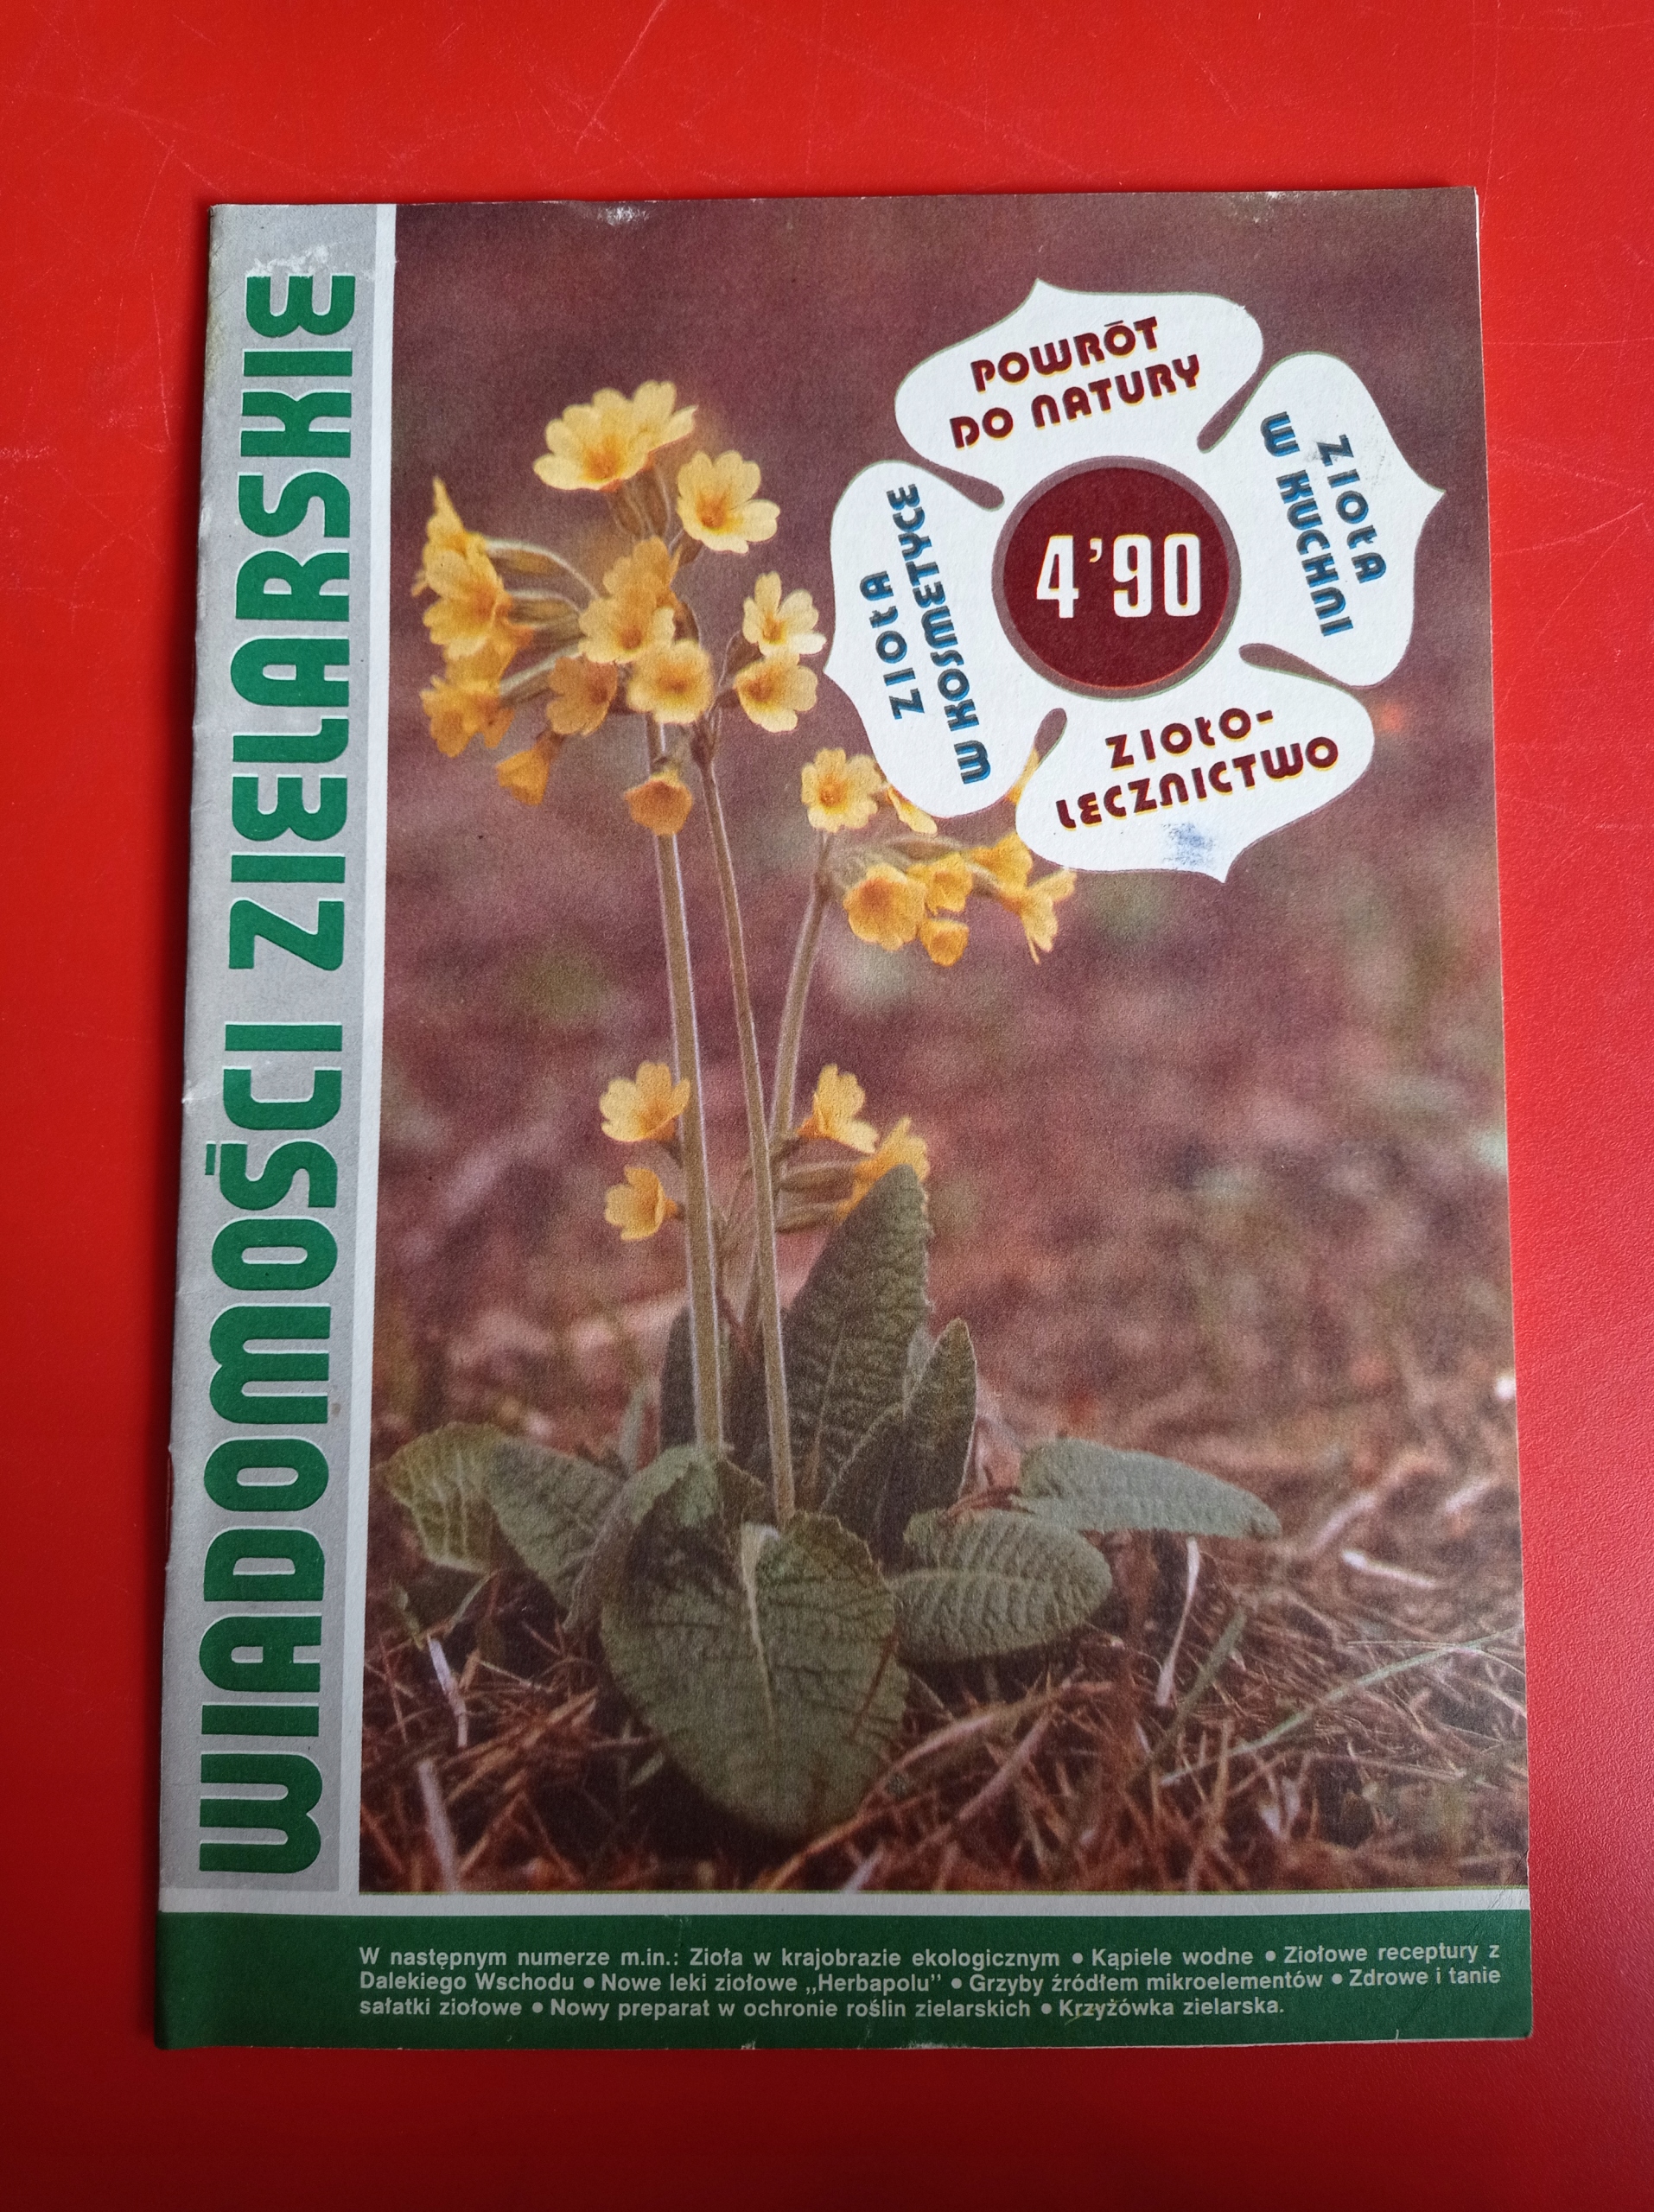 WIADOMOŚCI ZIELARSKIE
POWRÓT
DO NATURY
ZIOŁA
W KUCHNI
4'90
ZIOŁA
W KOSMETYCE
ZIOŁO-
LECZNICTWO
W następnym numerze m.in.: Zioła w krajobrazie ekologicznym ● Kąpiele wodne ● Ziołowe receptury z
Dalekiego Wschodu ● Nowe leki ziołowe ,,Herbapolu" ● Grzyby źródłem mikroelementów ● Zdrowe i tanie
sałatki ziołowe ● Nowy preparat w ochronie roślin zielarskich ● Krzyżówka zielarska.